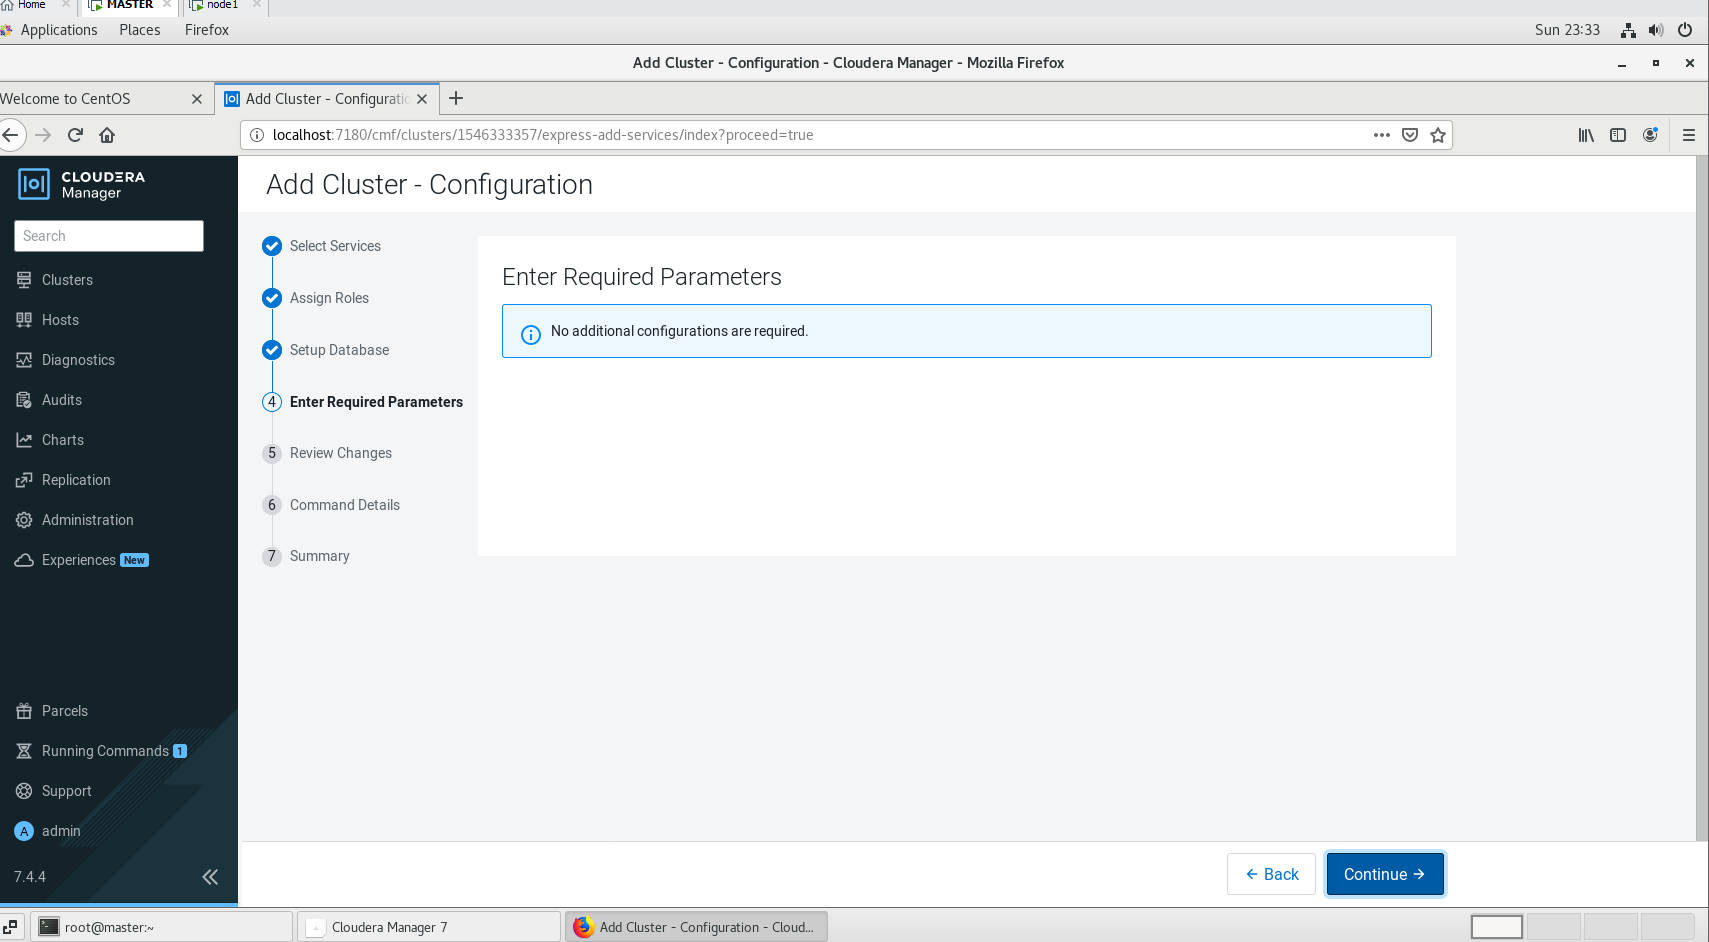 Home
MASTER
node1
Applications Places Firefox
Sun 23:33
Add Cluster - Configuration - Cloudera Manager - Mozilla Firefox
Welcome to CentOS
Add Cluster - Configuratio
localhost:7180/cmf/clusters/1546333357/express-add-services/index?proceed=true
CLOUDERA
Manager
Search
Clusters
Hosts
Diagnostics
Audits
Charts
Replication
Administration
Experiences New
Parcels
Running Commands 1
Support
A admin
7.4.4
Add Cluster - Configuration
Select Services
Assign Roles
Setup Database
4 Enter Required Parameters
5 Review Changes
6 Command Details
7 Summary
Enter Required Parameters
No additional configurations are required.
← Back
Continue →
root@master:~
Cloudera Manager 7
Add Cluster - Configuration - Cloud...